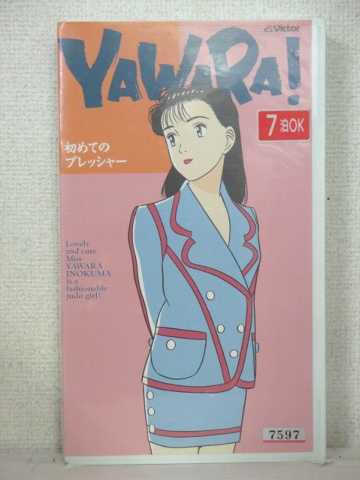 Victor
YAWARA!
7泊OK
初めての
プレッシャー
Lovely
and cute
Miss
YAWARA
INOKUMA
is a
fashionable
judo girl!
7597